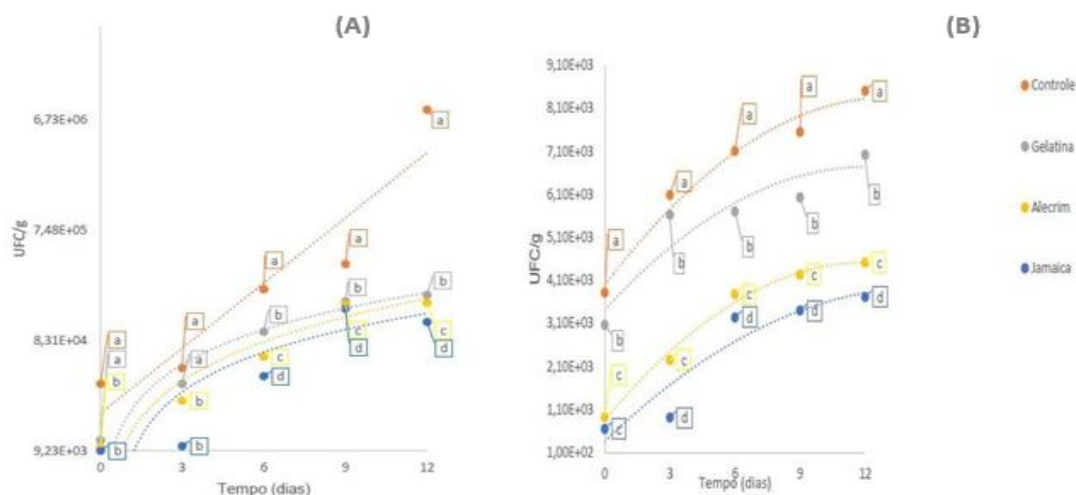 (A)
UFC/g
6,73E+06
7,48E+05
8,31E+04
9,23E+03
a
a
b
b
a
a
b
b
a
b
c
d
a
b
c
d
a
b
c
d
0
3
6
9
12
Tempo (dias)
(B)
UFC/g
9,10E+03
8,10E+03
7,10E+03
6,10E+03
5,10E+03
4,10E+03
3,10E+03
2,10E+03
1,10E+03
1,00E+02
a
b
c
c
a
b
c
d
a
b
c
d
a
b
c
d
a
b
c
d
0
3
6
9
12
Tempo (dias)
Controle
Gelatina
Alecrim
Jamaica